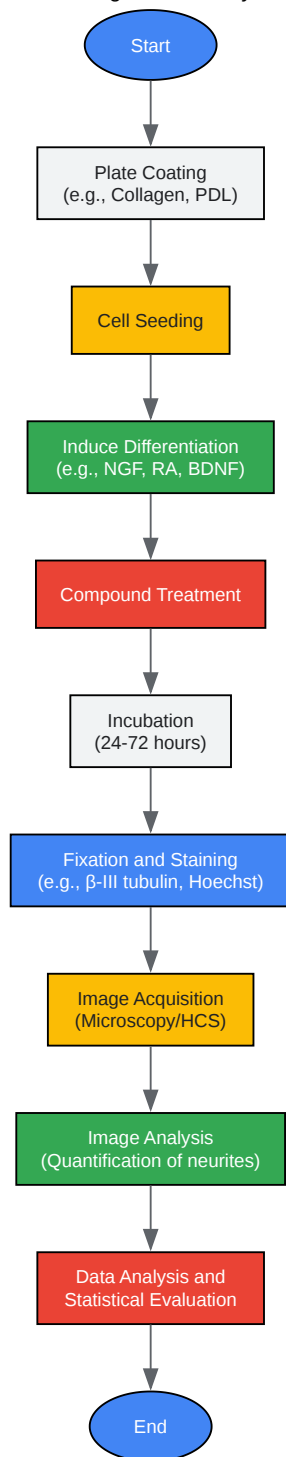 Start
Plate Coating
(e.g., Collagen, PDL)
Cell Seeding
Induce Differentiation
(e.g., NGF, RA, BDNF)
Compound Treatment
Incubation
(24-72 hours)
Fixation and Staining
(e.g., β-III tubulin, Hoechst)
Image Acquisition
(Microscopy/HCS)
Image Analysis
(Quantification of neurites)
Data Analysis and
Statistical Evaluation
End